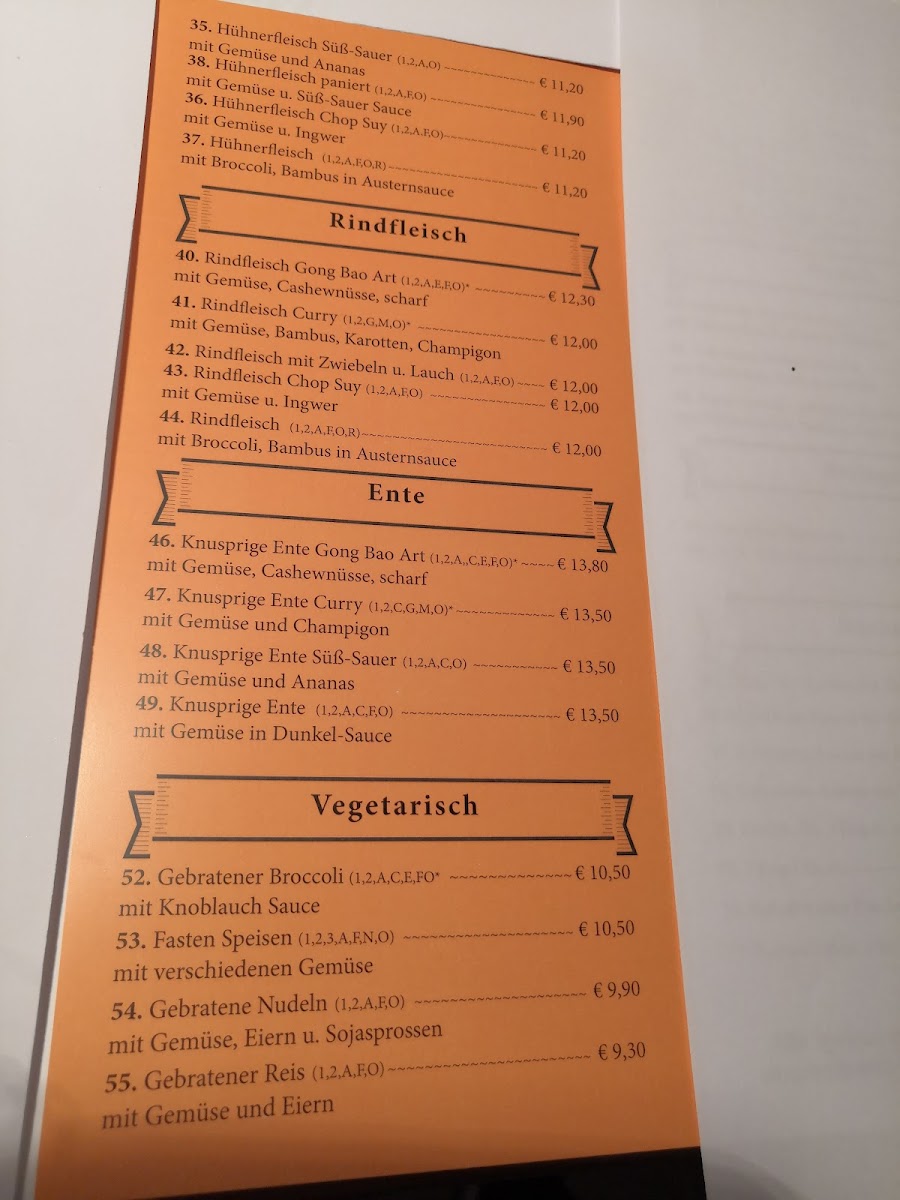 35. Hühnerfleisch Süß-Sauer (1,2,A,O) € 11,20
mit Gemüse und Ananas
38. Hühnerfleisch paniert (1,2,A,F,O) € 11,90
mit Gemüse u. Süß-Sauer Sauce
36. Hühnerfleisch Chop Suy (1,2,A,F,O) € 11,20
mit Gemüse u. Ingwer
37. Hühnerfleisch (1,2,A,F,O,R) € 11,20
mit Broccoli, Bambus in Austernsauce
Rindfleisch
40. Rindfleisch Gong Bao Art (1,2,A,E,F,O)* € 12,30
mit Gemüse, Cashewnüsse, scharf
41. Rindfleisch Curry (1,2,G,M,O)* € 12,00
mit Gemüse, Bambus, Karotten, Champigon
42. Rindfleisch mit Zwiebeln u. Lauch (1,2,A,F,O) € 12,00
43. Rindfleisch Chop Suy (1,2,A,F,O) € 12,00
mit Gemüse u. Ingwer
44. Rindfleisch (1,2,A,F,O,R) € 12,00
mit Broccoli, Bambus in Austernsauce
Ente
46. Knusprige Ente Gong Bao Art (1,2,A,,C,E,F,O)* € 13,80
mit Gemüse, Cashewnüsse, scharf
47. Knusprige Ente Curry (1,2,C,G,M,O)* € 13,50
mit Gemüse und Champigon
48. Knusprige Ente Süß-Sauer (1,2,A,C,O) € 13,50
mit Gemüse und Ananas
49. Knusprige Ente (1,2,A,C,F,O) € 13,50
mit Gemüse in Dunkel-Sauce
Vegetarisch
52. Gebratener Broccoli (1,2,A,C,E,FO* € 10,50
mit Knoblauch Sauce
53. Fasten Speisen (1,2,3,A,F,N,O) € 10,50
mit verschiedenen Gemüse
54. Gebratene Nudeln (1,2,A,F,O) € 9,90
mit Gemüse, Eiern u. Sojasprossen
55. Gebratener Reis (1,2,A,F,O) € 9,30
mit Gemüse und Eiern